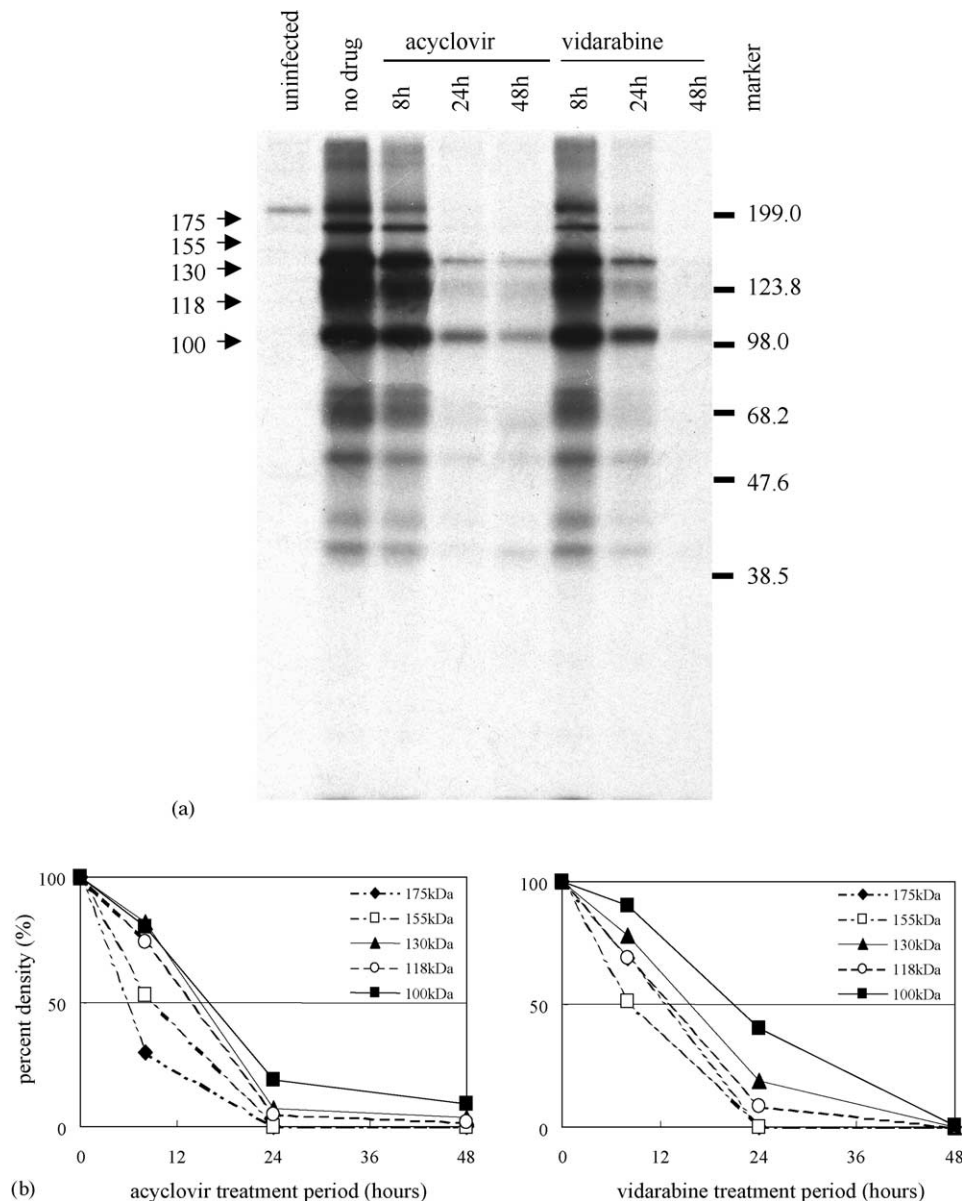 acyclovir vidarabine
uninfected no drug 8h 24h 48h 8h 24h 48h marker
175
155
130
118
100
199.0
123.8
98.0
68.2
47.6
38.5
(a)
percent density (%)
100
50
0
0 12 24 36 48
acyclovir treatment period (hours)
175kDa
155kDa
130kDa
118kDa
100kDa
100
50
0
0 12 24 36 48
vidarabine treatment period (hours)
175kDa
155kDa
130kDa
118kDa
100kDa
(b)